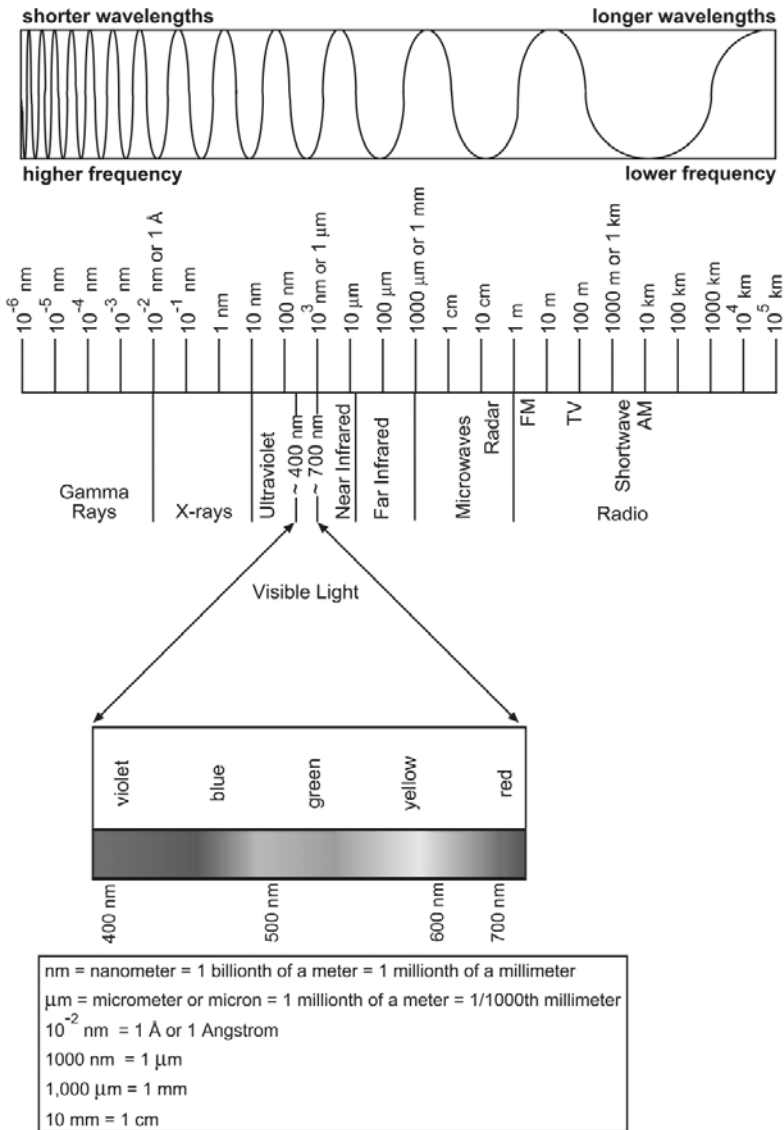 shorter wavelengths
longer wavelengths
higher frequency
lower frequency
10⁻⁶ nm
10⁻⁵ nm
10⁻⁴ nm
10⁻³ nm
10⁻² nm or 1 Å
10⁻¹ nm
1 nm
10 nm
100 nm
10³ nm or 1 µm
10 µm
100 µm
1000 µm or 1 mm
1 cm
10 cm
1 m
10 m
100 m
1000 m or 1 km
10 km
100 km
1000 km
10⁴ km
10⁵ km
Gamma
Rays
X-rays
Ultraviolet
~ 400 nm
~ 700 nm
Near Infrared
Far Infrared
Microwaves
Radar
FM
TV
Shortwave
AM
Radio
Visible Light
violet
blue
green
yellow
red
400 nm
500 nm
600 nm
700 nm
nm = nanometer = 1 billionth of a meter = 1 millionth of a millimeter
µm = micrometer or micron = 1 millionth of a meter = 1/1000th millimeter
10⁻² nm = 1 Å or 1 Angstrom
1000 nm = 1 µm
1,000 µm = 1 mm
10 mm = 1 cm